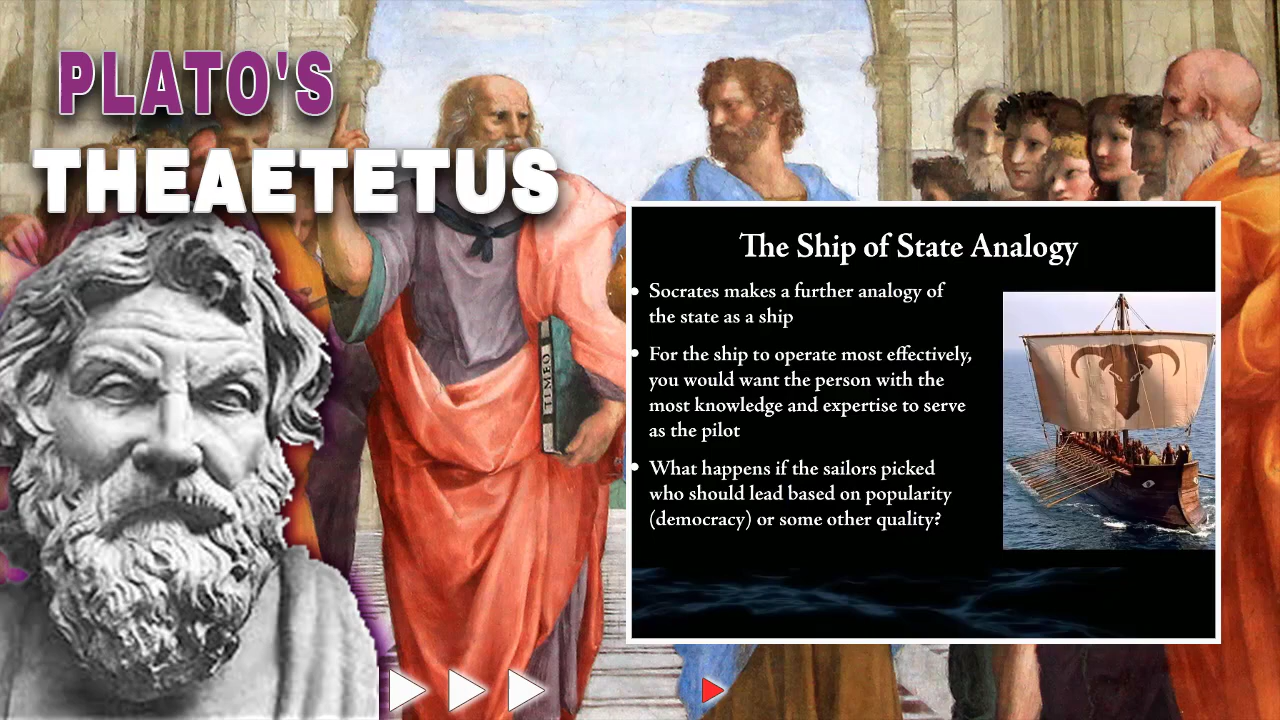 PLATO'S
THEAETETUS
TIMEO
The Ship of State Analogy
• Socrates makes a further analogy of
the state as a ship
• For the ship to operate most effectively,
you would want the person with the
most knowledge and expertise to serve
as the pilot
• What happens if the sailors picked
who should lead based on popularity
(democracy) or some other quality?